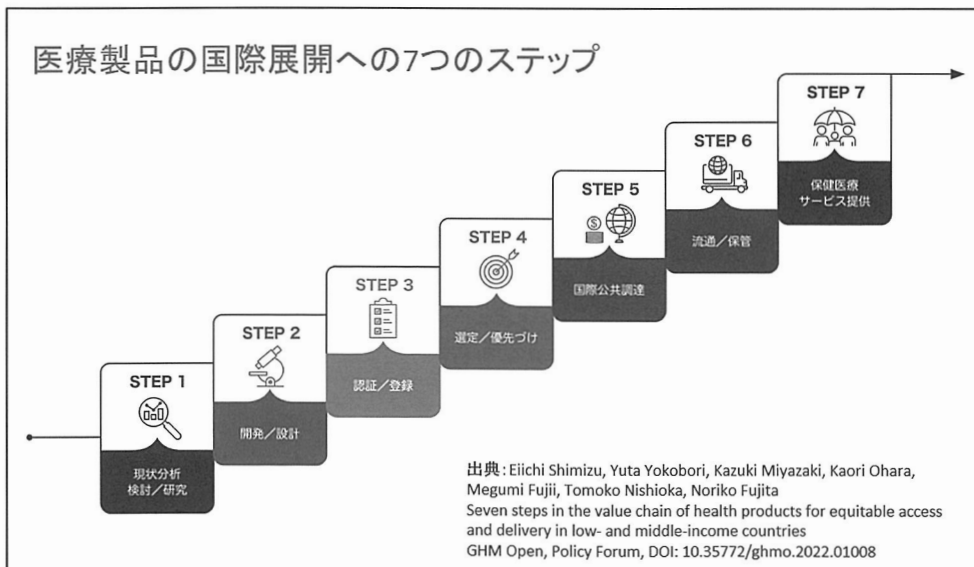 医療製品の国際展開への7つのステップ
STEP 1
現状分析
検討／研究
STEP 2
開発／設計
STEP 3
認証／登録
STEP 4
選定／優先づけ
STEP 5
$
国際公共調達
STEP 6
流通／保管
STEP 7
保健医療
サービス提供
出典：Eiichi Shimizu, Yuta Yokobori, Kazuki Miyazaki, Kaori Ohara,
Megumi Fujii, Tomoko Nishioka, Noriko Fujita
Seven steps in the value chain of health products for equitable access
and delivery in low- and middle-income countries
GHM Open, Policy Forum, DOI: 10.35772/ghmo.2022.01008